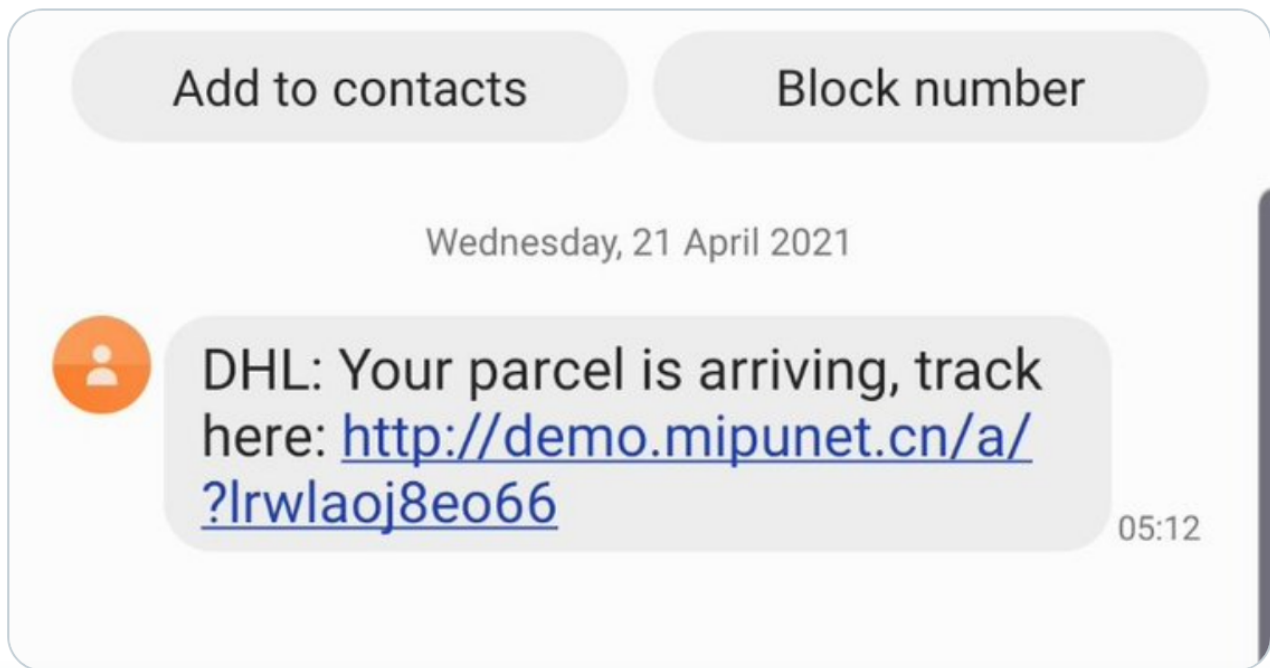 Add to contacts
Block number
Wednesday, 21 April 2021
DHL: Your parcel is arriving, track
here: http://demo.mipunet.cn/a/
?lrwlaoj8eo66
05:12